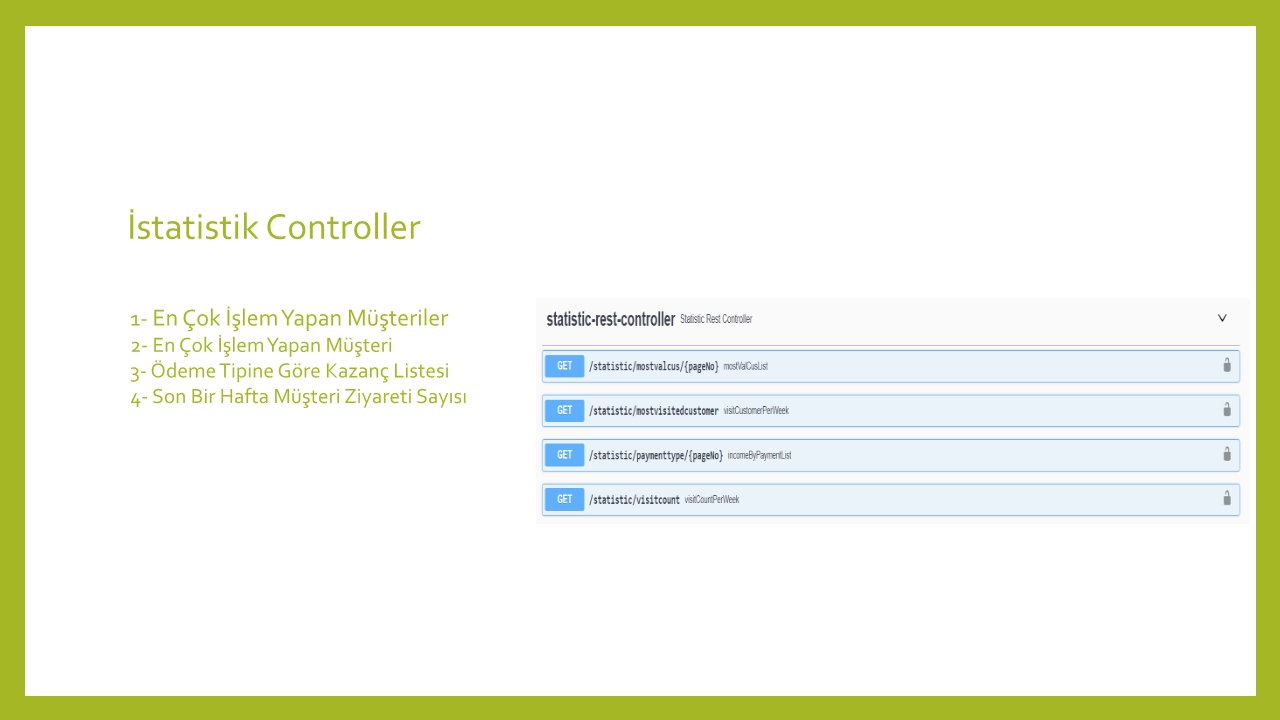 İstatistik Controller
1- En Çok İşlem Yapan Müşteriler
2- En Çok İşlem Yapan Müşteri
3- Ödeme Tipine Göre Kazanç Listesi
4- Son Bir Hafta Müşteri Ziyareti Sayısı
statistic-rest-controller Statistic Rest Controller
GET /statistic/mostvalcus/{pageNo} mostValCusList
GET /statistic/mostvisitedcustomer visitCustomerPerWeek
GET /statistic/paymenttype/{pageNo} incomeByPaymentList
GET /statistic/visitcount visitCountPerWeek